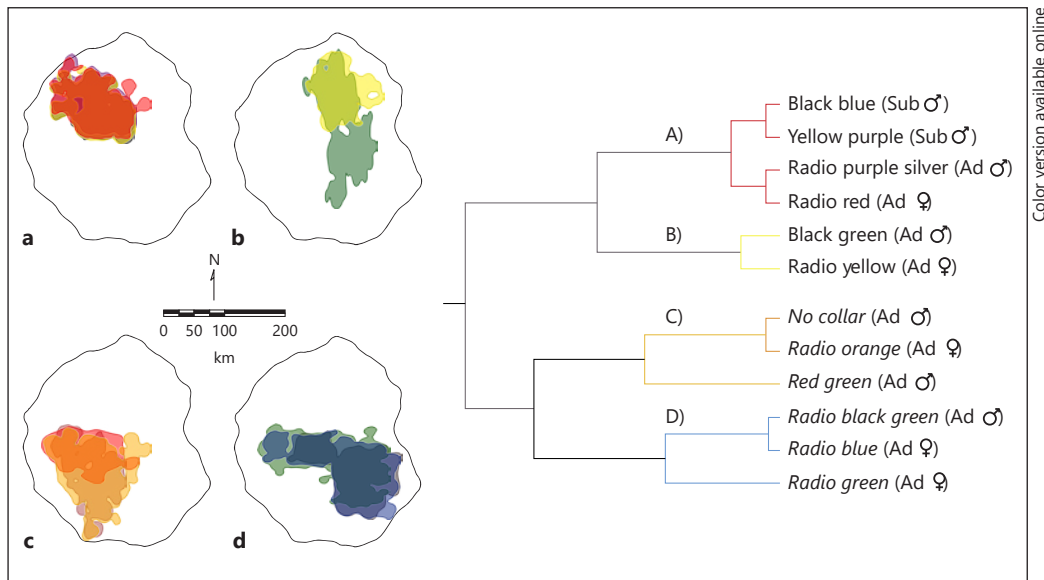 Color version available online
a
b
N
0 50 100 200
25 75
km
c
d
A)
Black blue (Sub ♂)
Yellow purple (Sub ♂)
Radio purple silver (Ad ♂)
Radio red (Ad ♀)
B)
Black green (Ad ♂)
Radio yellow (Ad ♀)
C)
No collar (Ad ♂)
Radio orange (Ad ♀)
Red green (Ad ♂)
D)
Radio black green (Ad ♂)
Radio blue (Ad ♀)
Radio green (Ad ♀)